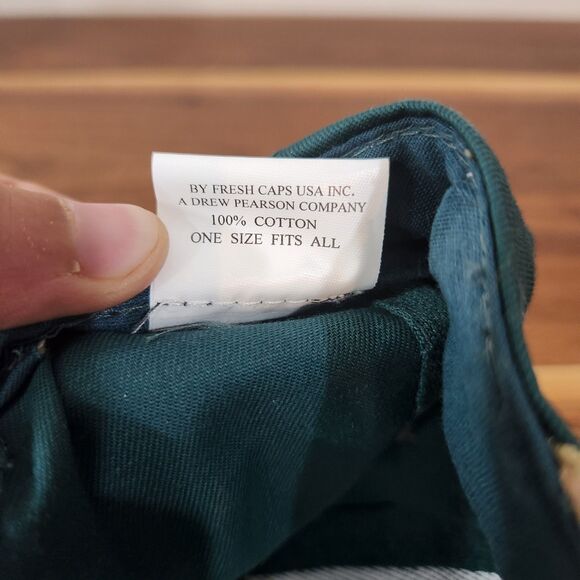 BY FRESH CAPS USA INC.
A DREW PEARSON COMPANY
100% COTTON
ONE SIZE FITS ALL